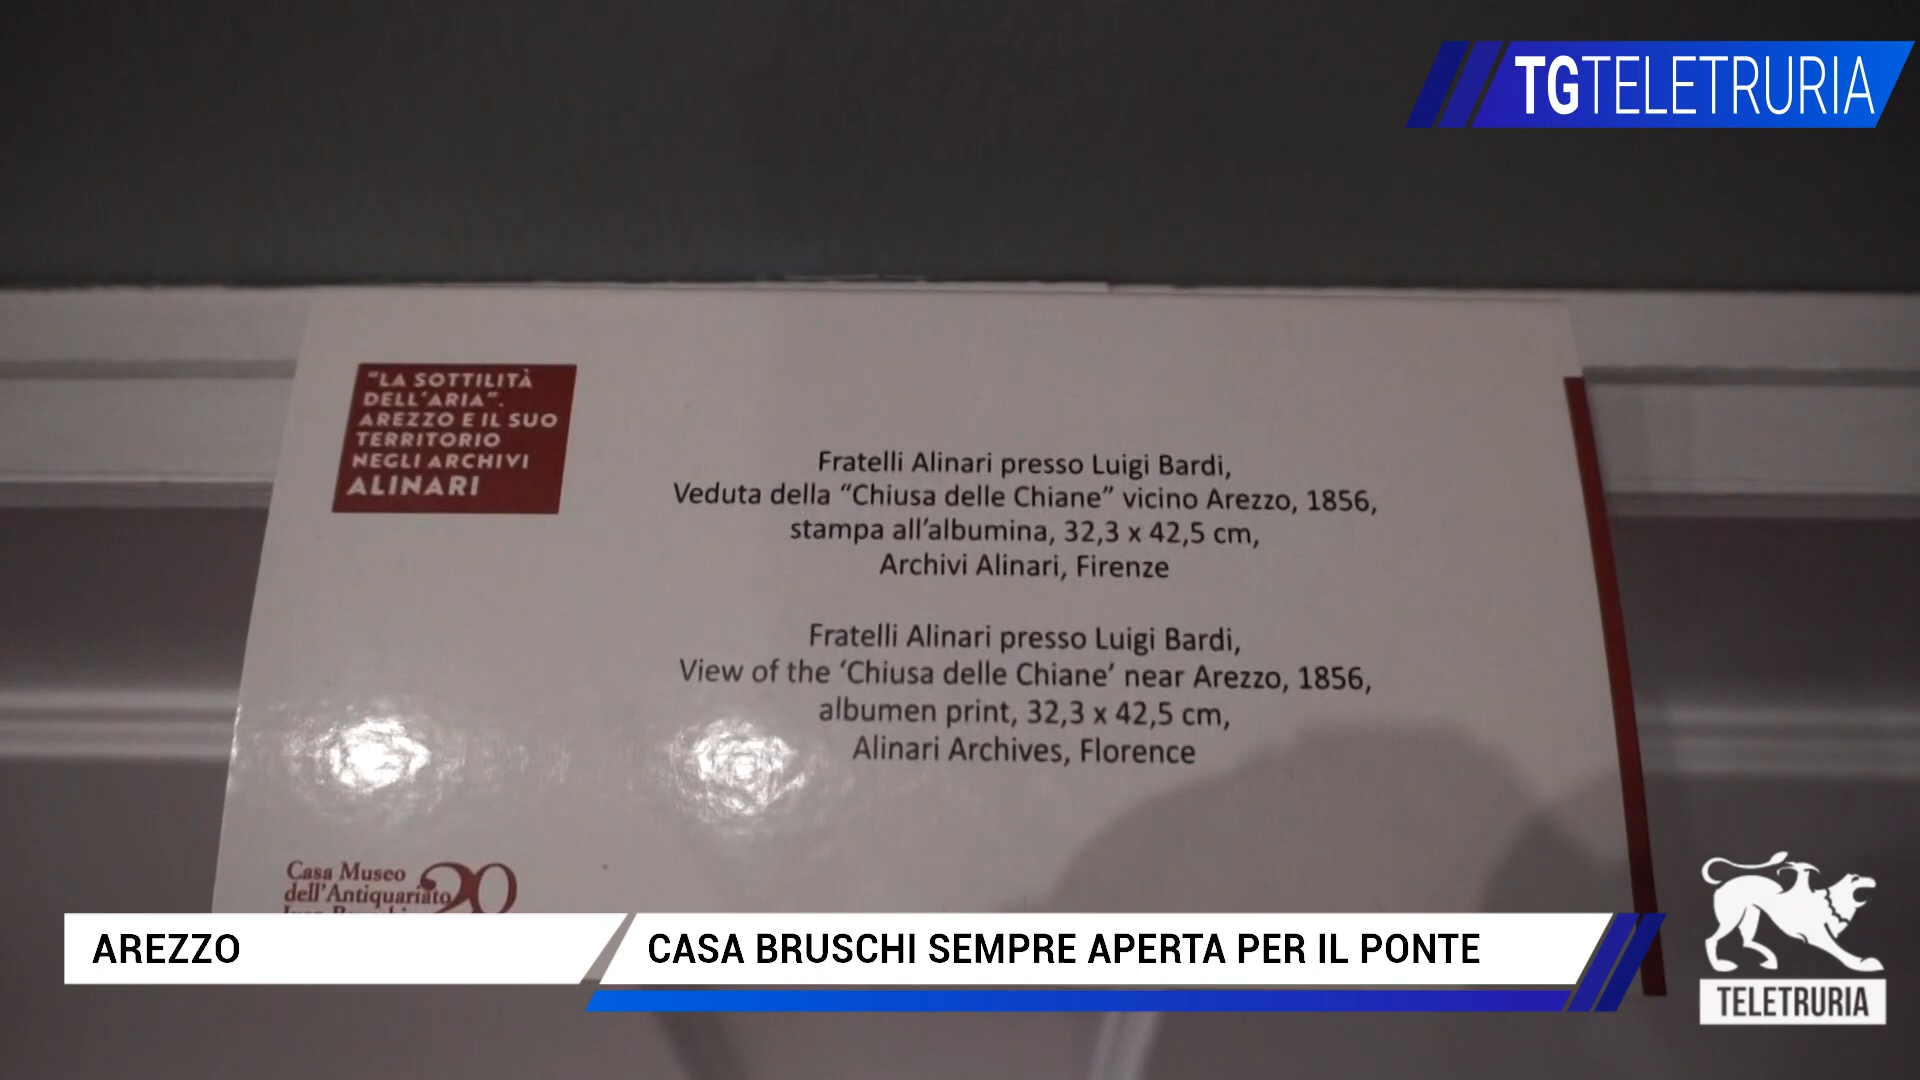 TGTELETRURIA
"LA SOTTILITÀ
DELL'ARIA".
AREZZO E IL SUO
TERRITORIO
NEGLI ARCHIVI
ALINARI
Fratelli Alinari presso Luigi Bardi,
Veduta della “Chiusa delle Chiane” vicino Arezzo, 1856,
stampa all’albumina, 32,3 x 42,5 cm,
Archivi Alinari, Firenze
Fratelli Alinari presso Luigi Bardi,
View of the ‘Chiusa delle Chiane’ near Arezzo, 1856,
albumen print, 32,3 x 42,5 cm,
Alinari Archives, Florence
Casa Museo
dell'Antiquariato
20
AREZZO
CASA BRUSCHI SEMPRE APERTA PER IL PONTE
TELETRURIA